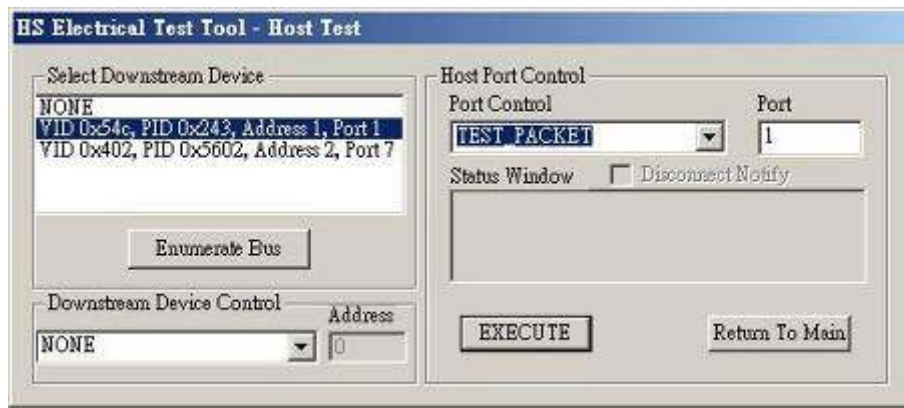 HS Electrical Test Tool - Host Test
Select Downstream Device
NONE
VID 0x54c, PID 0x243, Address 1, Port 1
VID 0x402, PID 0x5602, Address 2, Port 7
Enumerate Bus
Downstream Device Control
Address
NONE
0
Host Port Control
Port Control
Port
TEST_PACKET
1
Status Window
Disconnect Notify
EXECUTE
Return To Main